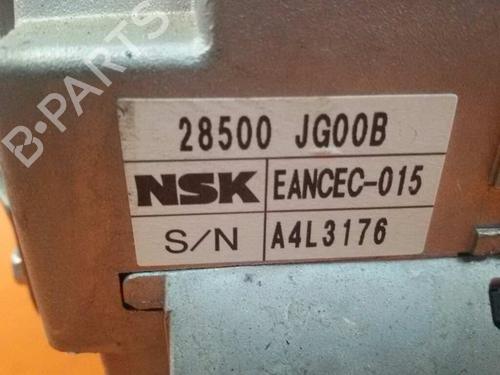 B-PARTS
28500 JG00B
NSK EANCEC-015
S/N A4L3176